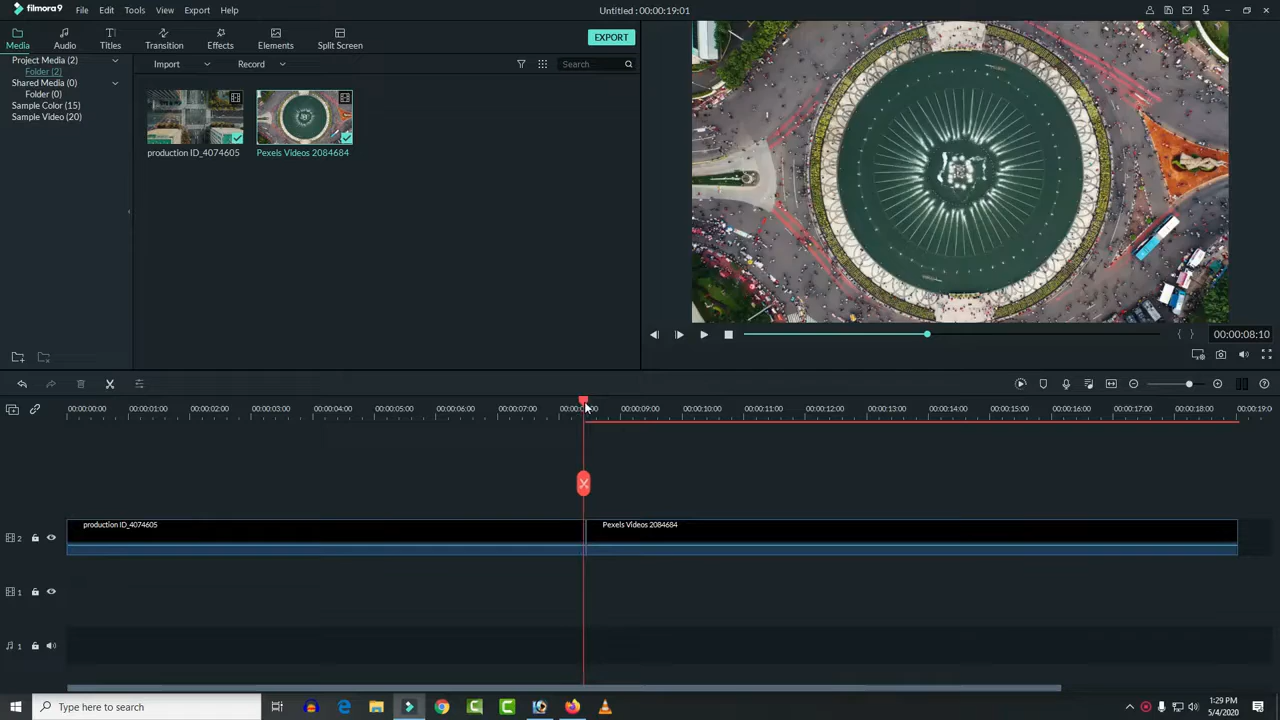 filmora9 File Edit Tools View Export Help Untitled : 00:00:19:01
Media Audio Titles Transition Effects Elements Split Screen EXPORT
Project Media (2)
Folder (2)
Shared Media (0)
Folder (0)
Sample Color (15)
Sample Video (20)
Import Record Search
production ID_4074605 Pexels Videos 2084684
00:00:08:10
00:00:00:00 00:00:01:00 00:00:02:00 00:00:03:00 00:00:04:00 00:00:05:00 00:00:06:00 00:00:07:00 00:00:09:00 00:00:10:00 00:00:11:00 00:00:12:00 00:00:13:00 00:00:14:00 00:00:15:00 00:00:16:00 00:00:17:00 00:00:18:00 00:00:19:0
production ID_4074605 Pexels Videos 2084684
2
1
1
Type here to search
1:29 PM
5/4/2020